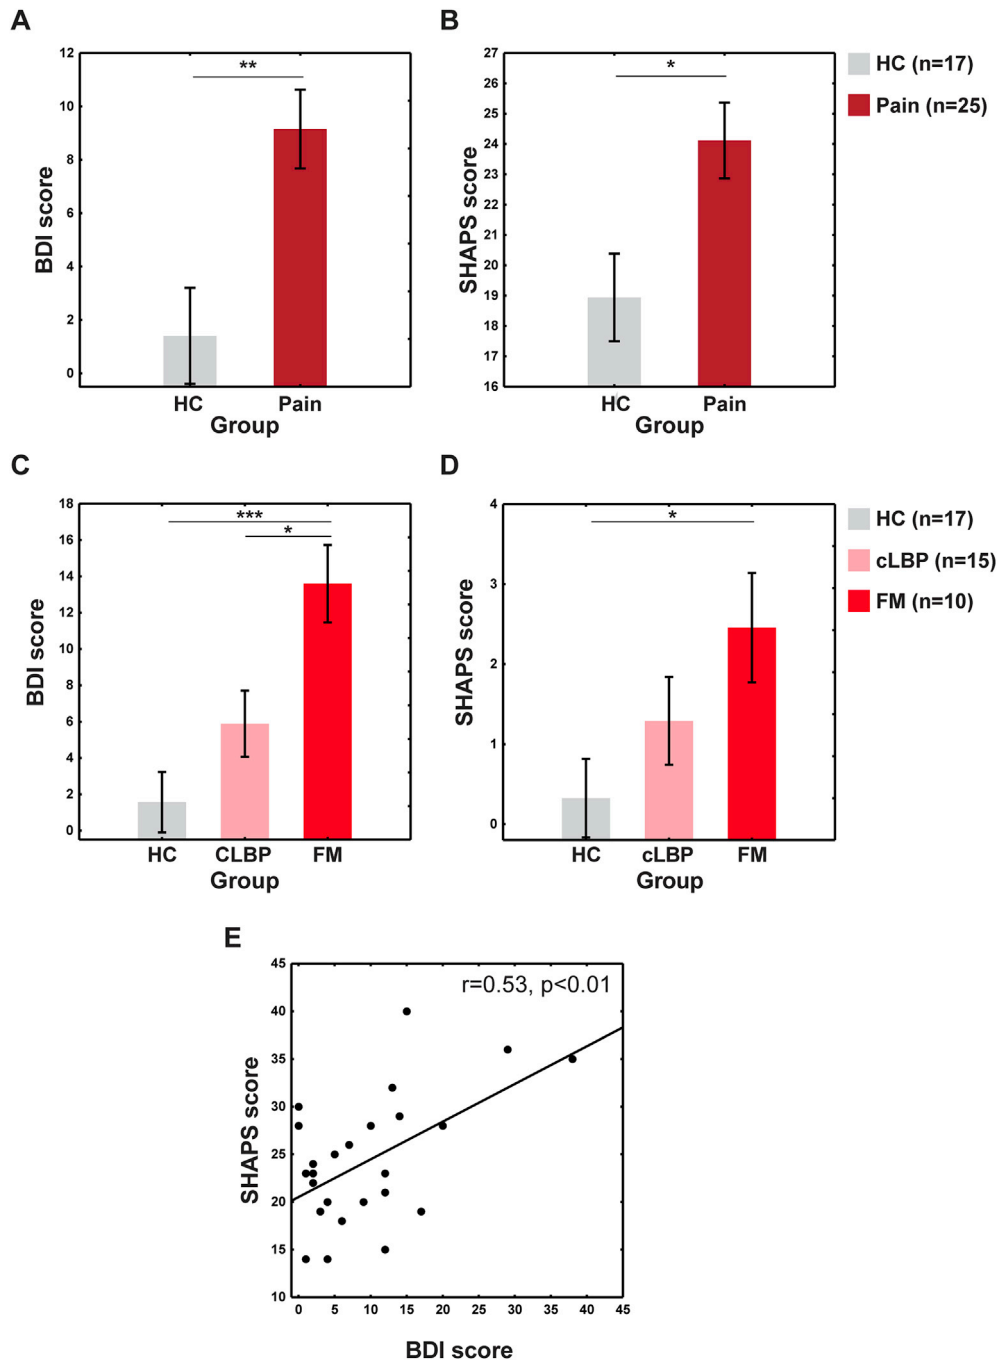 A
12
10
8
6
4
2
0
BDI score
**
HC Pain
Group
B
27
26
25
24
23
22
21
20
19
18
17
16
SHAPS score
*
HC Pain
Group
HC (n=17)
Pain (n=25)
C
18
16
14
12
10
8
6
4
2
0
BDI score
***
*
HC CLBP FM
Group
D
4
3
2
1
0
SHAPS score
*
HC cLBP FM
Group
HC (n=17)
cLBP (n=15)
FM (n=10)
E
45
40
35
30
25
20
15
10
SHAPS score
r=0.53, p<0.01
0 5 10 15 20 25 30 35 40 45
BDI score